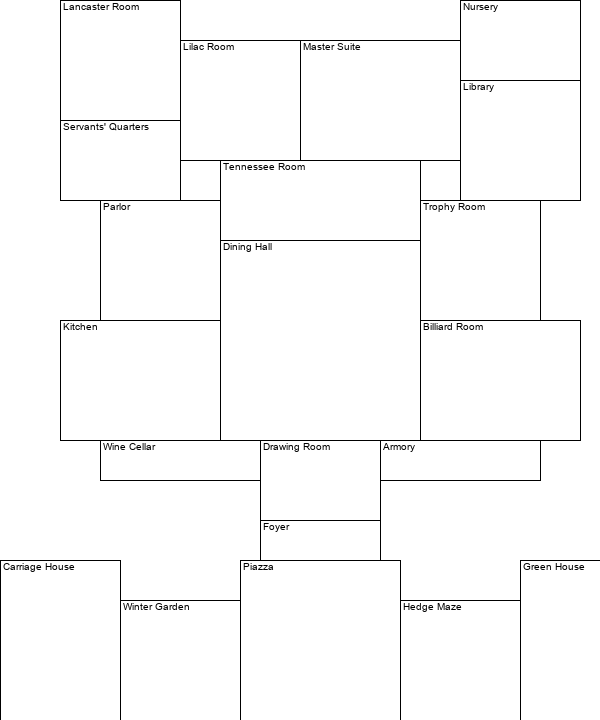 Lancaster Room
Nursery
Lilac Room
Master Suite
Library
Servants' Quarters
Tennessee Room
Parlor
Trophy Room
Dining Hall
Kitchen
Billiard Room
Wine Cellar
Drawing Room
Armory
Foyer
Carriage House
Piazza
Green House
Winter Garden
Hedge Maze